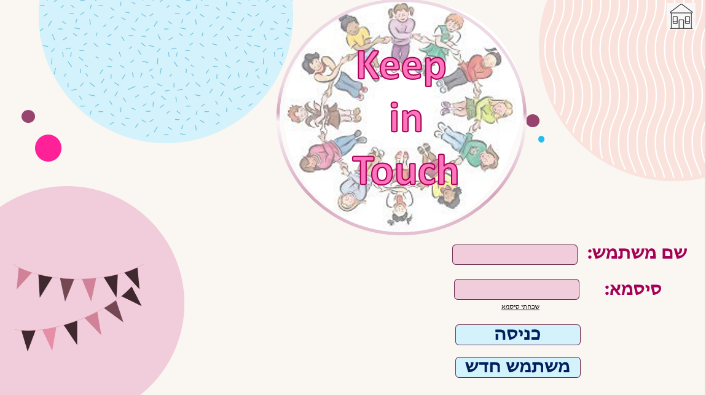 Keep
in
Touch
שם משתמש:
סיסמא:
שכחתי סיסמא
כניסה
משתמש חדש